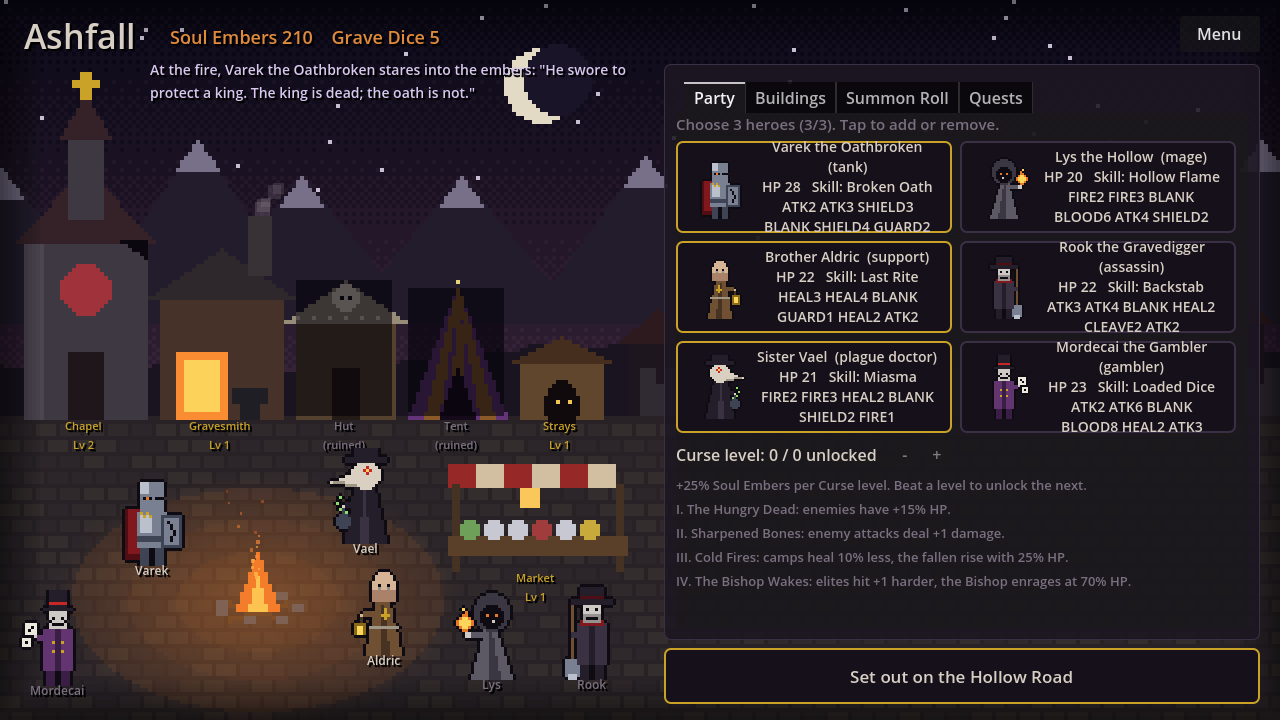 Ashfall
Soul Embers 210 Grave Dice 5
Menu
At the fire, Varek the Oathbroken stares into the embers: "He swore to
protect a king. The king is dead; the oath is not."
Party Buildings Summon Roll Quests
Choose 3 heroes (3/3). Tap to add or remove.
Varek the Oathbroken
(tank)
HP 28 Skill: Broken Oath
ATK2 ATK3 SHIELD3
BLANK SHIELD4 GUARD2
Lys the Hollow (mage)
HP 20 Skill: Hollow Flame
FIRE2 FIRE3 BLANK
BLOOD6 ATK4 SHIELD2
Brother Aldric (support)
HP 22 Skill: Last Rite
HEAL3 HEAL4 BLANK
GUARD1 HEAL2 ATK2
Rook the Gravedigger
(assassin)
HP 22 Skill: Backstab
ATK3 ATK4 BLANK HEAL2
CLEAVE2 ATK2
Sister Vael (plague doctor)
HP 21 Skill: Miasma
FIRE2 FIRE3 HEAL2 BLANK
SHIELD2 FIRE1
Mordecai the Gambler
(gambler)
HP 23 Skill: Loaded Dice
ATK2 ATK6 BLANK
BLOOD8 HEAL2 ATK3
Curse level: 0 / 0 unlocked - +
+25% Soul Embers per Curse level. Beat a level to unlock the next.
I. The Hungry Dead: enemies have +15% HP.
II. Sharpened Bones: enemy attacks deal +1 damage.
III. Cold Fires: camps heal 10% less, the fallen rise with 25% HP.
IV. The Bishop Wakes: elites hit +1 harder, the Bishop enrages at 70% HP.
Set out on the Hollow Road
Chapel
Lv 2
Gravesmith
Lv 1
Hut
(ruined)
Tent
(ruined)
Strays
Lv 1
Vael
Varek
Market
Lv 1
Aldric
Mordecai
Lys
Rook